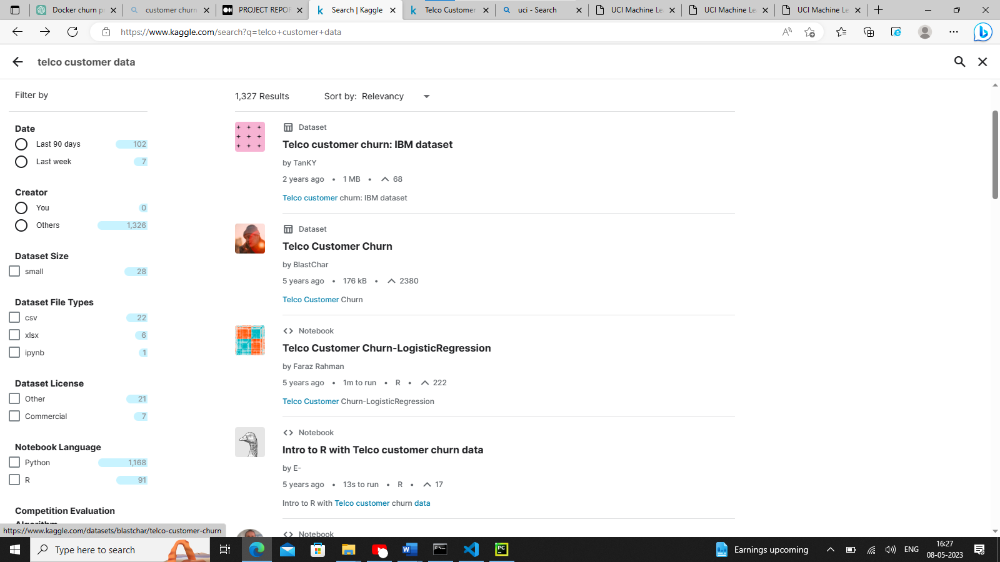 Docker churn p
customer churn
PROJECT REPOR
Search | Kaggle
Telco Customer
uci - Search
UCI Machine Le
UCI Machine Le
UCI Machine Le
https://www.kaggle.com/search?q=telco+customer+data
telco customer data
Filter by
1,327 Results
Sort by: Relevancy
Date
Last 90 days 102
Last week 7
Creator
You 0
Others 1,326
Dataset Size
small 28
Dataset File Types
csv 22
xlsx 6
ipynb 1
Dataset License
Other 21
Commercial 7
Notebook Language
Python 1,168
R 91
Competition Evaluation
Algorithm
Dataset
Telco customer churn: IBM dataset
by TanKY
2 years ago • 1 MB • 68
Telco customer churn: IBM dataset
Dataset
Telco Customer Churn
by BlastChar
5 years ago • 176 kB • 2380
Telco Customer Churn
Notebook
Telco Customer Churn-LogisticRegression
by Faraz Rahman
5 years ago • 1m to run • R • 222
Telco Customer Churn-LogisticRegression
Notebook
Intro to R with Telco customer churn data
by E-
5 years ago • 13s to run • R • 17
Intro to R with Telco customer churn data
Notebook
https://www.kaggle.com/datasets/blastchar/telco-customer-churn
Type here to search
Earnings upcoming
ENG
16:27
08-05-2023